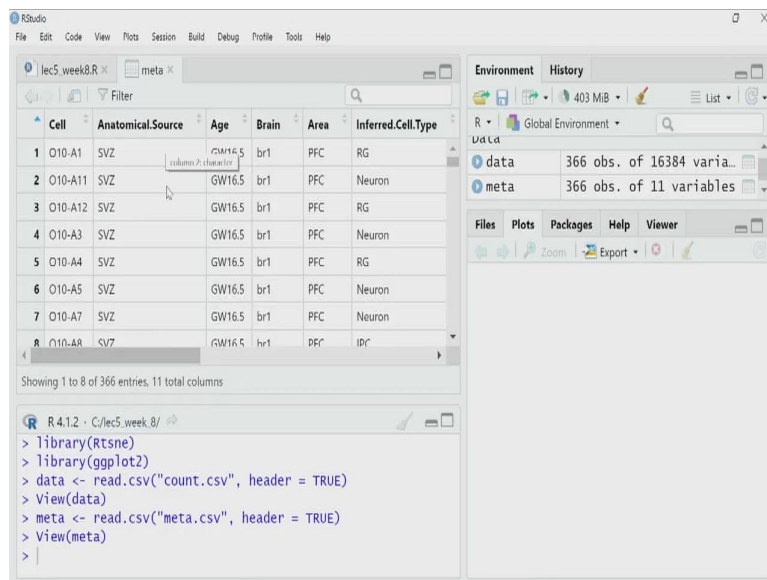 RStudio
File Edit Code View Plots Session Build Debug Profile Tools Help
lec5_week8.R × meta ×
Filter
Cell Anatomical.Source Age Brain Area Inferred.Cell.Type
1 O10-A1 SVZ GW16.5 br1 PFC RG
column 2: character
2 O10-A11 SVZ GW16.5 br1 PFC Neuron
3 O10-A12 SVZ GW16.5 br1 PFC RG
4 O10-A3 SVZ GW16.5 br1 PFC Neuron
5 O10-A4 SVZ GW16.5 br1 PFC RG
6 O10-A5 SVZ GW16.5 br1 PFC Neuron
7 O10-A7 SVZ GW16.5 br1 PFC Neuron
8 O10-A8 SVZ GW16.5 br1 PFC IPC
Showing 1 to 8 of 366 entries, 11 total columns
R 4.1.2 · C:/lec5_week_8/
> library(Rtsne)
> library(ggplot2)
> data <- read.csv("count.csv", header = TRUE)
> View(data)
> meta <- read.csv("meta.csv", header = TRUE)
> View(meta)
>
Environment History
403 MiB List
R Global Environment
Data
data 366 obs. of 16384 varia…
meta 366 obs. of 11 variables
Files Plots Packages Help Viewer
Zoom Export